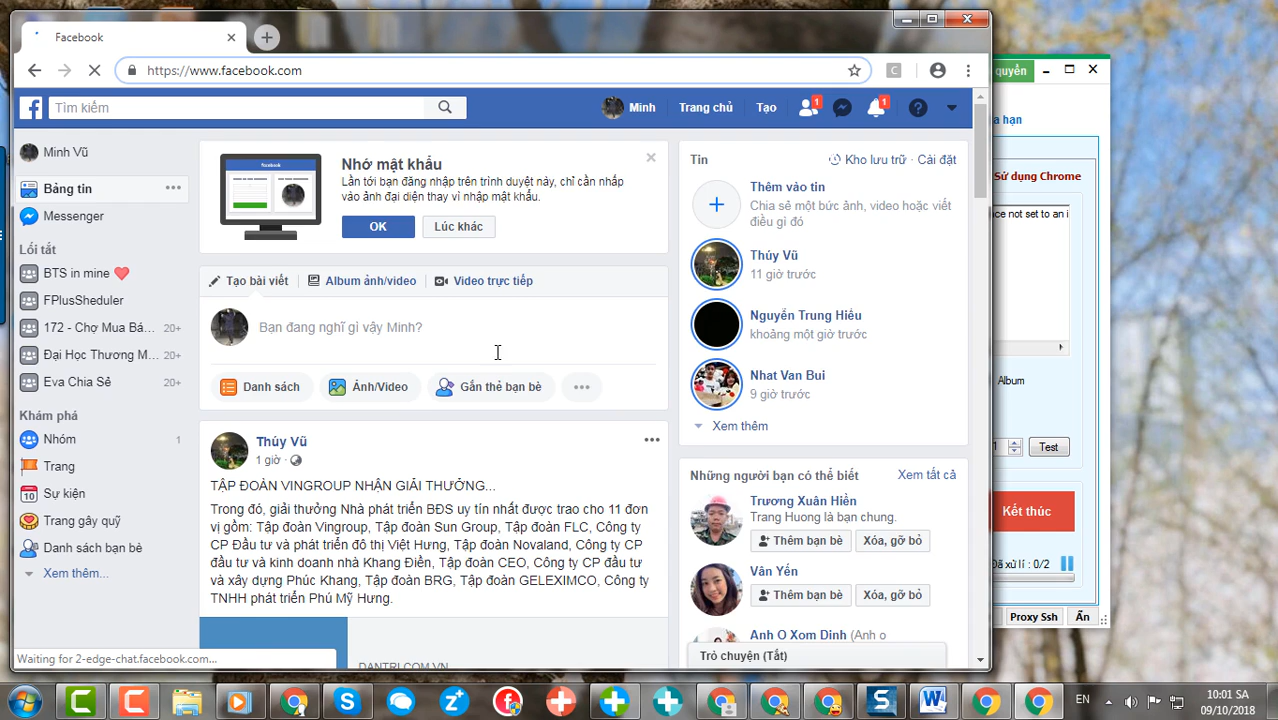 Facebook
https://www.facebook.com
C
quyền
Tìm kiếm
Minh
Trang chủ
Tạo
1
1
a hạn
Minh Vũ
Bảng tin
Messenger
Lối tắt
BTS in mine ❤️
FPlusSheduler
172 - Chợ Mua Bá... 20+
Đại Học Thương M... 20+
Eva Chia Sẻ 20+
Khám phá
Nhóm 1
Trang
10 Sự kiện
Trang gây quỹ
Danh sách bạn bè
Xem thêm...
Nhớ mật khẩu
Lần tới bạn đăng nhập trên trình duyệt này, chỉ cần nhấp
vào ảnh đại diện thay vì nhập mật khẩu.
OK
Lúc khác
Tạo bài viết
Album ảnh/video
Video trực tiếp
Bạn đang nghĩ gì vậy Minh?
Danh sách
Ảnh/Video
Gắn thẻ bạn bè
Thúy Vũ
1 giờ ·
TẬP ĐOÀN VINGROUP NHẬN GIẢI THƯỞNG...
Trong đó, giải thưởng Nhà phát triển BĐS uy tín nhất được trao cho 11 đơn
vị gồm: Tập đoàn Vingroup, Tập đoàn Sun Group, Tập đoàn FLC, Công ty
CP Đầu tư và phát triển đô thị Việt Hưng, Tập đoàn Novaland, Công ty CP
đầu tư và kinh doanh nhà Khang Điền, Tập đoàn CEO, Công ty CP đầu tư
và xây dựng Phúc Khang, Tập đoàn BRG, Tập đoàn GELEXIMCO, Công ty
TNHH phát triển Phú Mỹ Hưng.
DANTRI.COM.VN
Tin
Kho lưu trữ · Cài đặt
Thêm vào tin
Chia sẻ một bức ảnh, video hoặc viết
điều gì đó
Thúy Vũ
11 giờ trước
Nguyễn Trung Hiếu
khoảng một giờ trước
Nhat Van Bui
9 giờ trước
Xem thêm
Những người bạn có thể biết
Xem tất cả
Trương Xuân Hiền
Trang Huong là bạn chung.
Thêm bạn bè
Xóa, gỡ bỏ
Vân Yến
Thêm bạn bè
Xóa, gỡ bỏ
Anh O Xom Dinh (Anh o
Trò chuyện (Tắt)
Sử dụng Chrome
ce not set to an i
Album
1
Test
Kết thúc
Đã xử lí : 0/2
Proxy Ssh
Ẩn
Waiting for 2-edge-chat.facebook.com...
EN
10:01 SA
09/10/2018